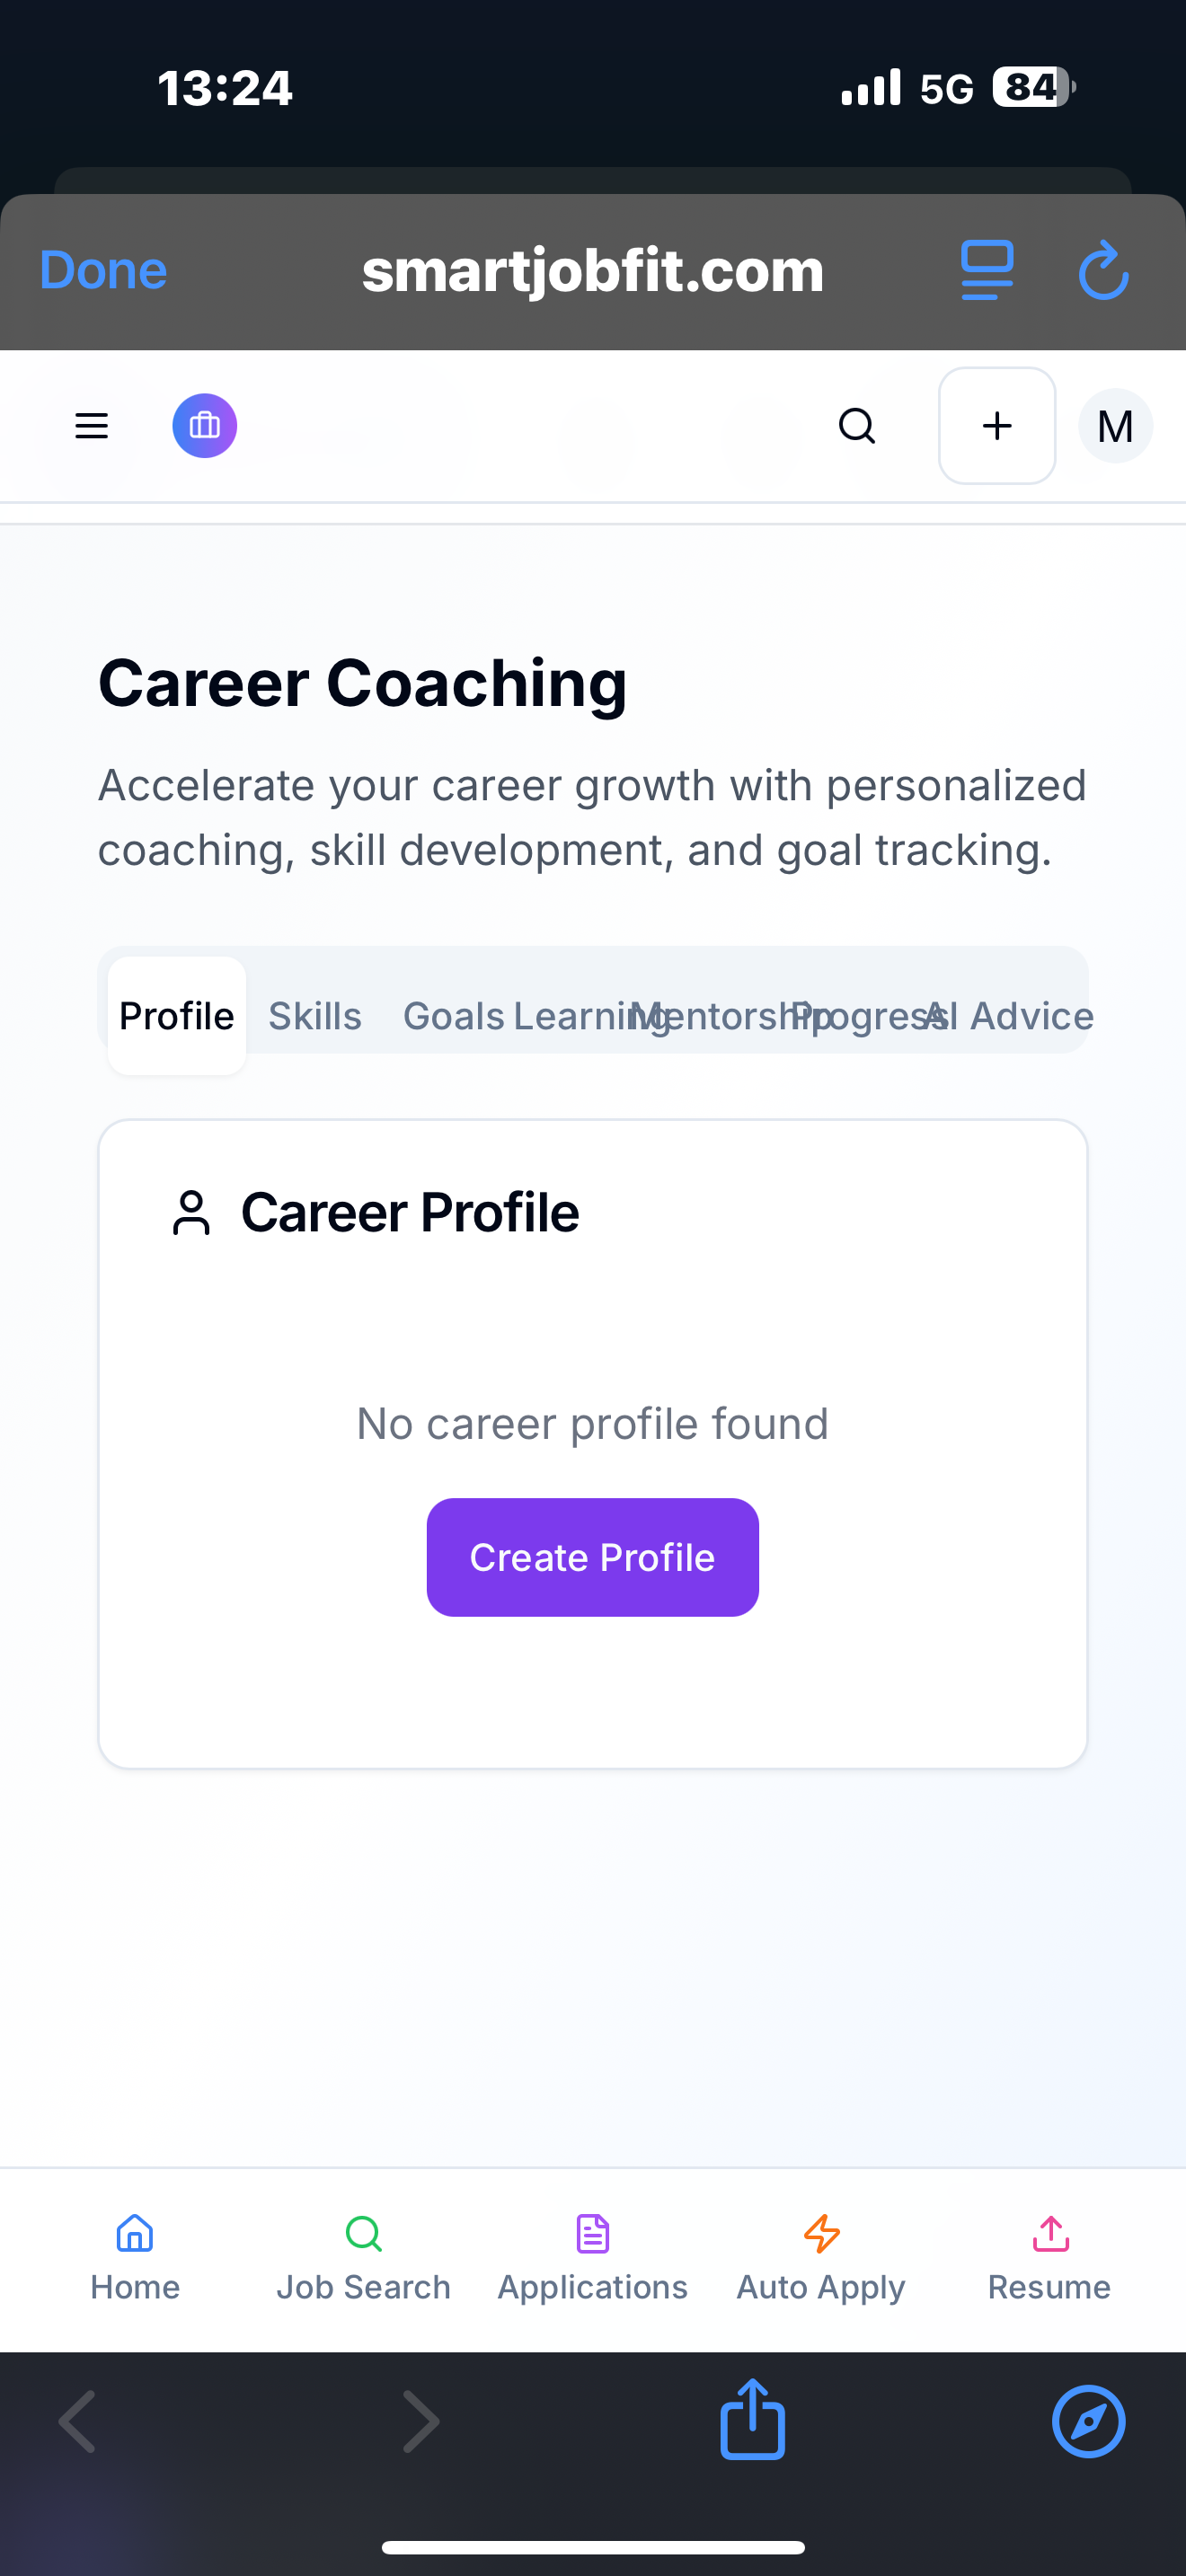 13:24 5G 84
Done smartjobfit.com
M
Career Coaching
Accelerate your career growth with personalized
coaching, skill development, and goal tracking.
Profile Skills Goals Learning Mentorship Progress AI Advice
Career Profile
No career profile found
Create Profile
Home Job Search Applications Auto Apply Resume